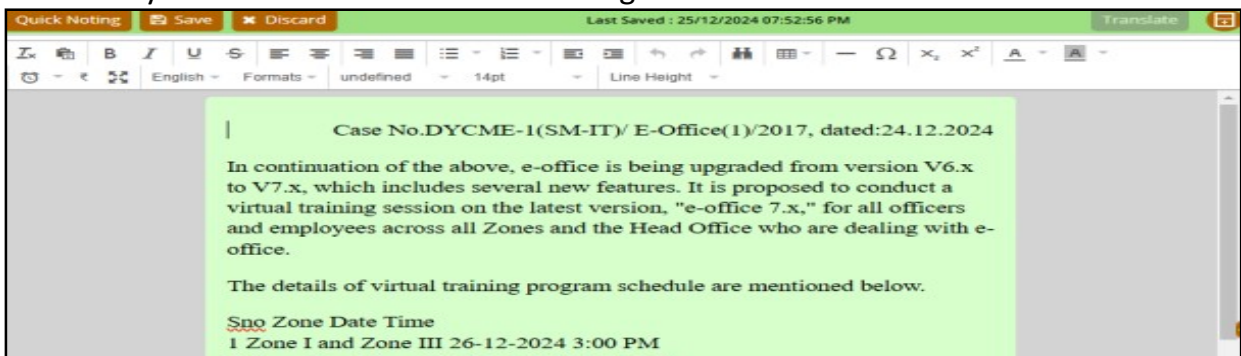 Quick Noting Save Discard Last Saved : 25/12/2024 07:52:56 PM Translate
B I U S Ω x₂ x² A A
₹ English Formats undefined 14pt Line Height
Case No.DYCME-1(SM-IT)/ E-Office(1)/2017, dated:24.12.2024
In continuation of the above, e-office is being upgraded from version V6.x
to V7.x, which includes several new features. It is proposed to conduct a
virtual training session on the latest version, "e-office 7.x," for all officers
and employees across all Zones and the Head Office who are dealing with e-
office.
The details of virtual training program schedule are mentioned below.
Sno Zone Date Time
1 Zone I and Zone III 26-12-2024 3:00 PM